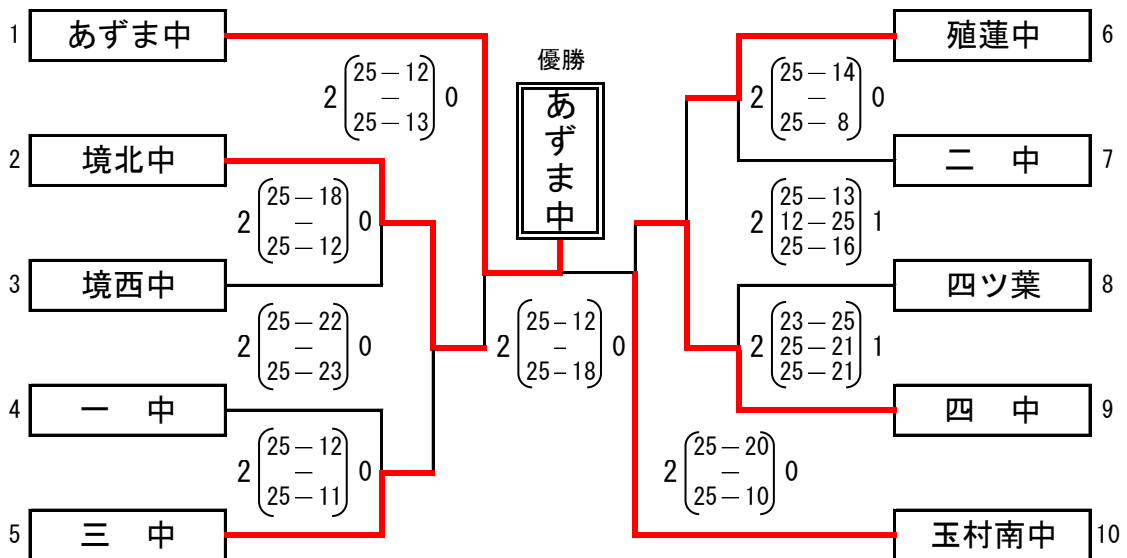 1 あずま中
6 殖蓮中
優勝
あずま中
2 25－12 － 25－13 0
2 25－14 － 25－ 8 0
2 境北中
7 二　中
2 25－18 － 25－12 0
2 25－13 12－25 25－16 1
3 境西中
8 四ツ葉
2 25－22 － 25－23 0
2 25－12 － 25－18 0
2 23－25 25－21 25－21 1
4 一　中
9 四　中
2 25－12 － 25－11 0
2 25－20 － 25－10 0
5 三　中
10 玉村南中